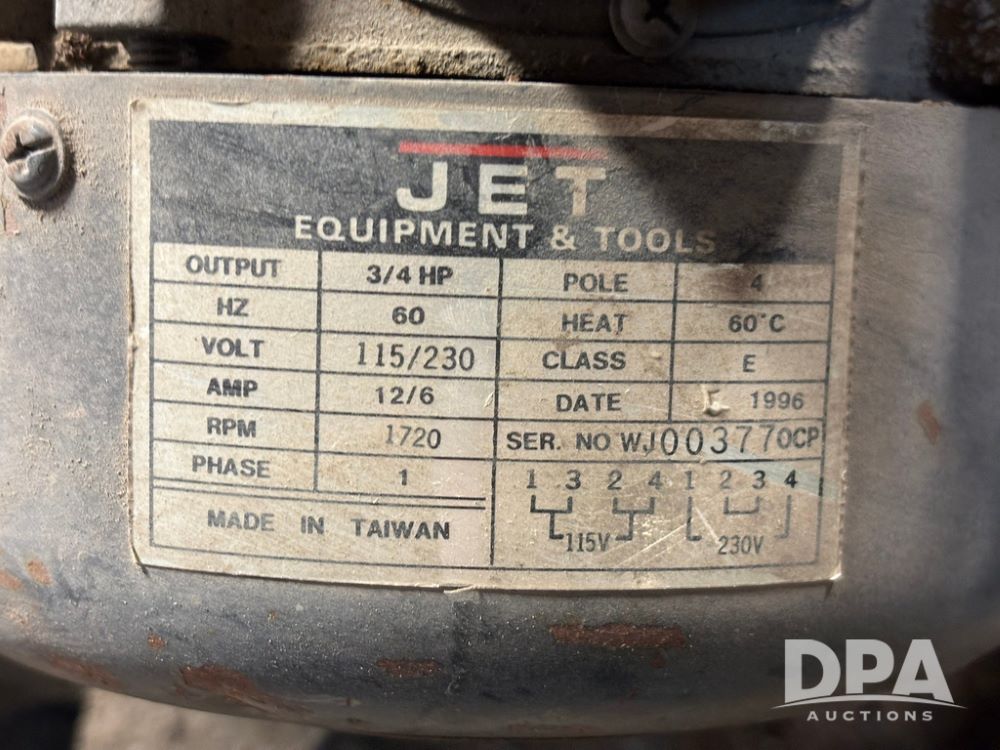 JET
EQUIPMENT & TOOLS
OUTPUT 3/4 HP POLE 4
HZ 60 HEAT 60°C
VOLT 115/230 CLASS E
AMP 12/6 DATE 1996
RPM 1720 SER. NO WJ003770CP
PHASE 1 1 3 2 4 1 2 3 4
MADE IN TAIWAN 115V 230V
DPA
AUCTIONS